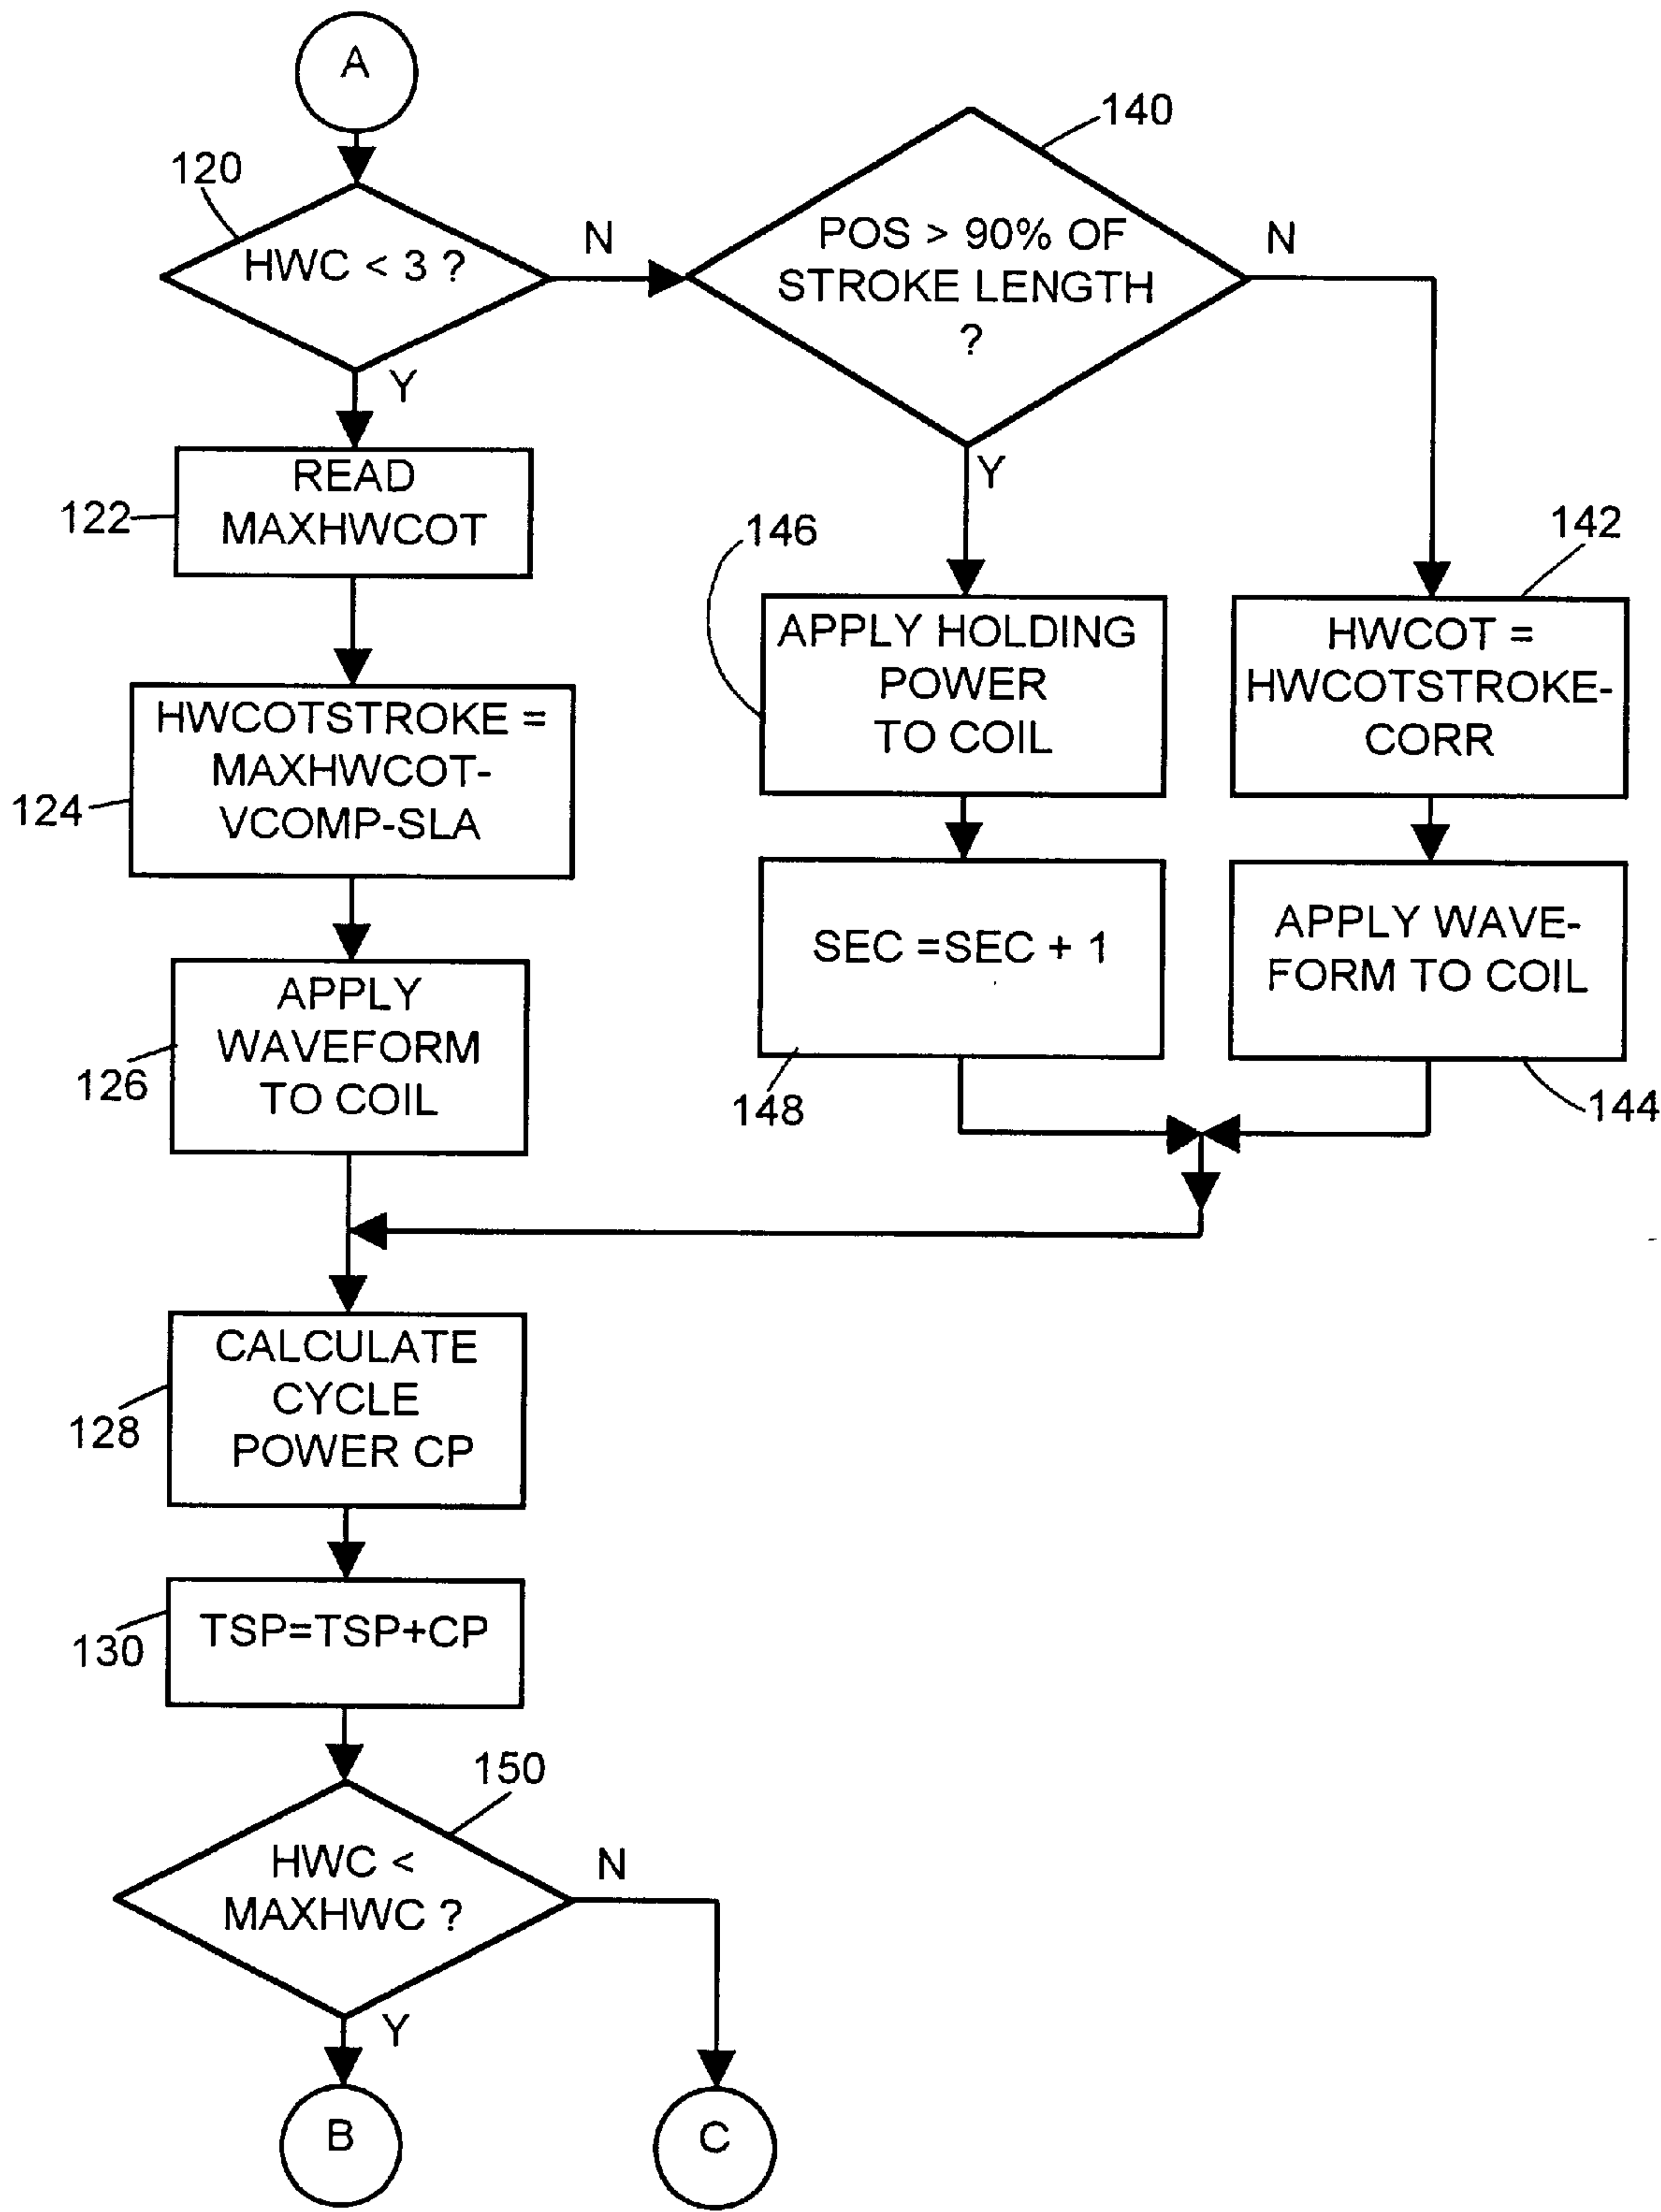 A
120
HWC < 3 ?
N
Y
140
POS > 90% OF
STROKE LENGTH
?
N
Y
122
READ
MAXHWCOT
124
HWCOTSTROKE =
MAXHWCOT-
VCOMP-SLA
126
APPLY
WAVEFORM
TO COIL
146
APPLY HOLDING
POWER
TO COIL
142
HWCOT =
HWCOTSTROKE-
CORR
148
SEC =SEC + 1
144
APPLY WAVE-
FORM TO COIL
128
CALCULATE
CYCLE
POWER CP
130
TSP=TSP+CP
150
HWC <
MAXHWC ?
N
Y
B
C